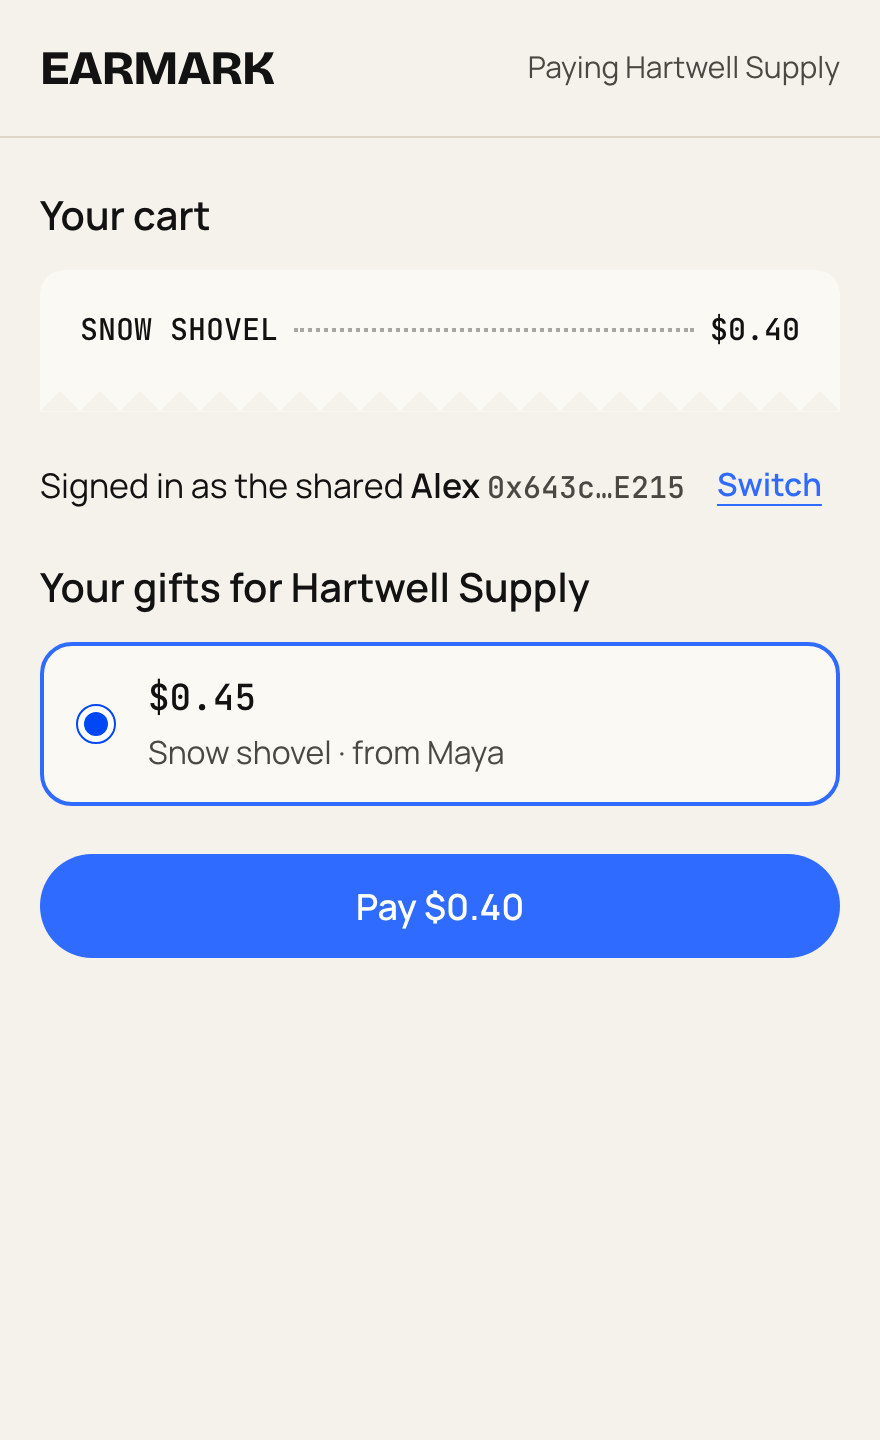 EARMARK
Paying Hartwell Supply
Your cart
SNOW SHOVEL $0.40
Signed in as the shared Alex 0x643c…E215 Switch
Your gifts for Hartwell Supply
$0.45
Snow shovel · from Maya
Pay $0.40